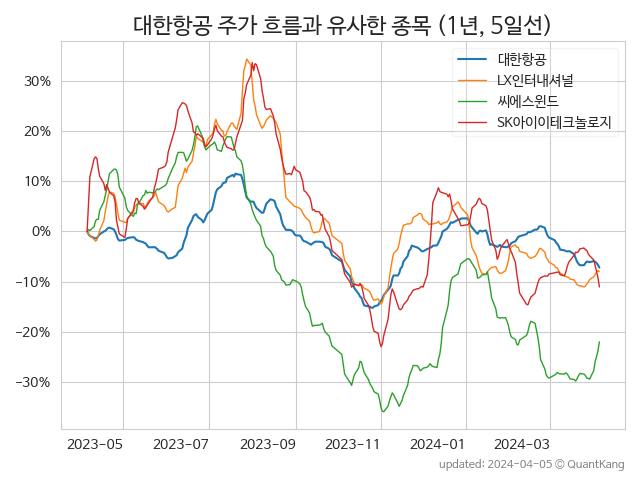 대한항공 주가 흐름과 유사한 종목 (1년, 5일선)
대한항공
LX인터내셔널
씨에스윈드
SK아이이테크놀로지
30%
20%
10%
0%
−10%
−20%
−30%
2023-05 2023-07 2023-09 2023-11 2024-01 2024-03
updated: 2024-04-05 © QuantKang